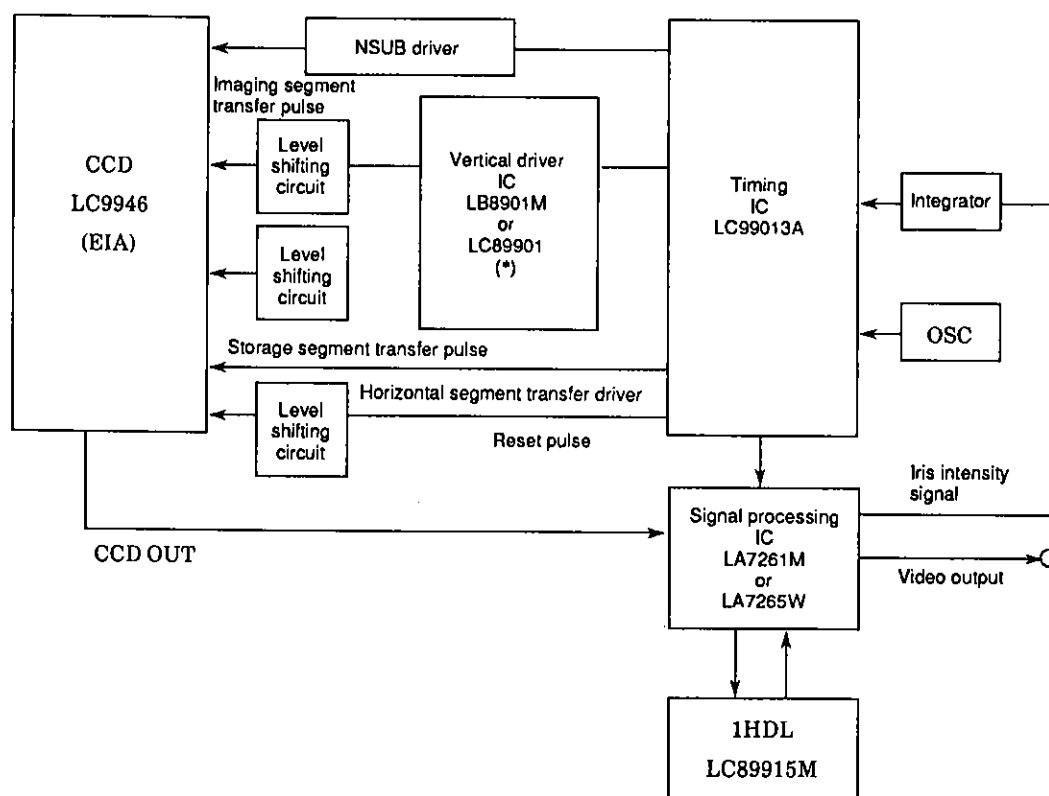 NSUB driver
Imaging segment
transfer pulse
CCD
LC9946
(EIA)
Level
shifting
circuit
Vertical driver
IC
LB8901M
or
LC89901
(*)
Timing
IC
LC99013A
Integrator
Level
shifting
circuit
OSC
Storage segment transfer pulse
Horizontal segment transfer driver
Level
shifting
circuit
Reset pulse
Iris intensity
signal
Signal processing
IC
LA7261M
or
LA7265W
CCD OUT
Video output
1HDL
LC89915M